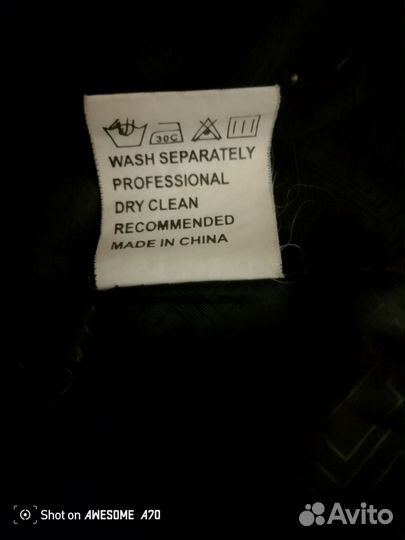 30C
WASH SEPARATELY
PROFESSIONAL
DRY CLEAN
RECOMMENDED
MADE IN CHINA
Shot on AWESOME A70
Avito